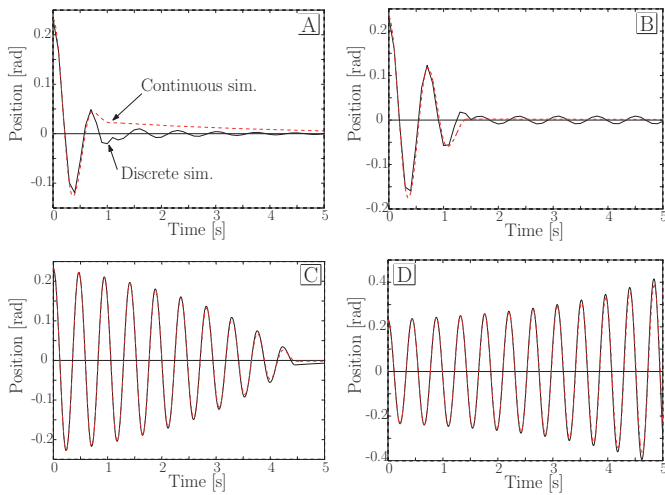 A
Position [rad]
0.2
0.1
0
-0.1
Continuous sim.
Discrete sim.
0 1 2 3 4 5
Time [s]
B
Position [rad]
0.2
0.1
0
-0.1
-0.2
0 1 2 3 4 5
Time [s]
C
Position [rad]
0.2
0.1
0
-0.1
-0.2
0 1 2 3 4 5
Time [s]
D
Position [rad]
0.4
0.2
0
-0.2
-0.4
0 1 2 3 4 5
Time [s]